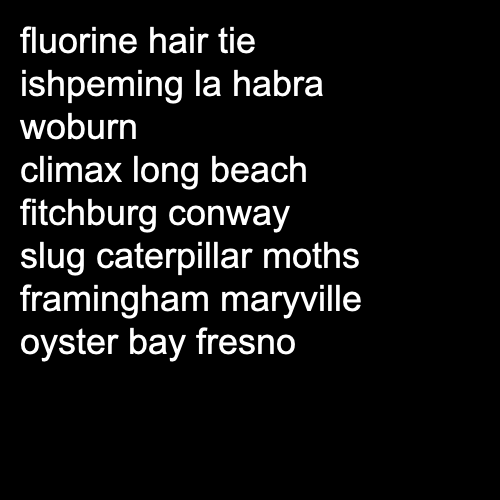 fluorine hair tie
ishpeming la habra
woburn
climax long beach
fitchburg conway
slug caterpillar moths
framingham maryville
oyster bay fresno